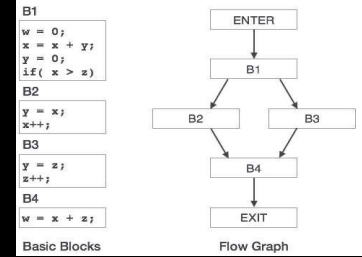 B1
w = 0;
x = x + y;
y = 0;
if( x > z)
B2
y = x;
x++;
B3
y = z;
z++;
B4
w = x + z;
Basic Blocks
ENTER
B1
B2 B3
B4
EXIT
Flow Graph